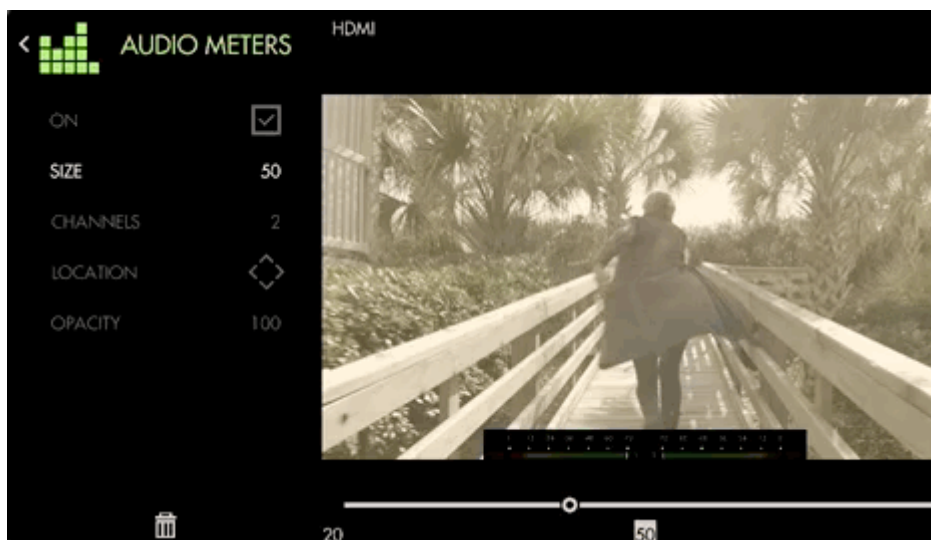 AUDIO METERS
HDMI
ON
SIZE 50
CHANNELS 2
LOCATION
OPACITY 100
20
50